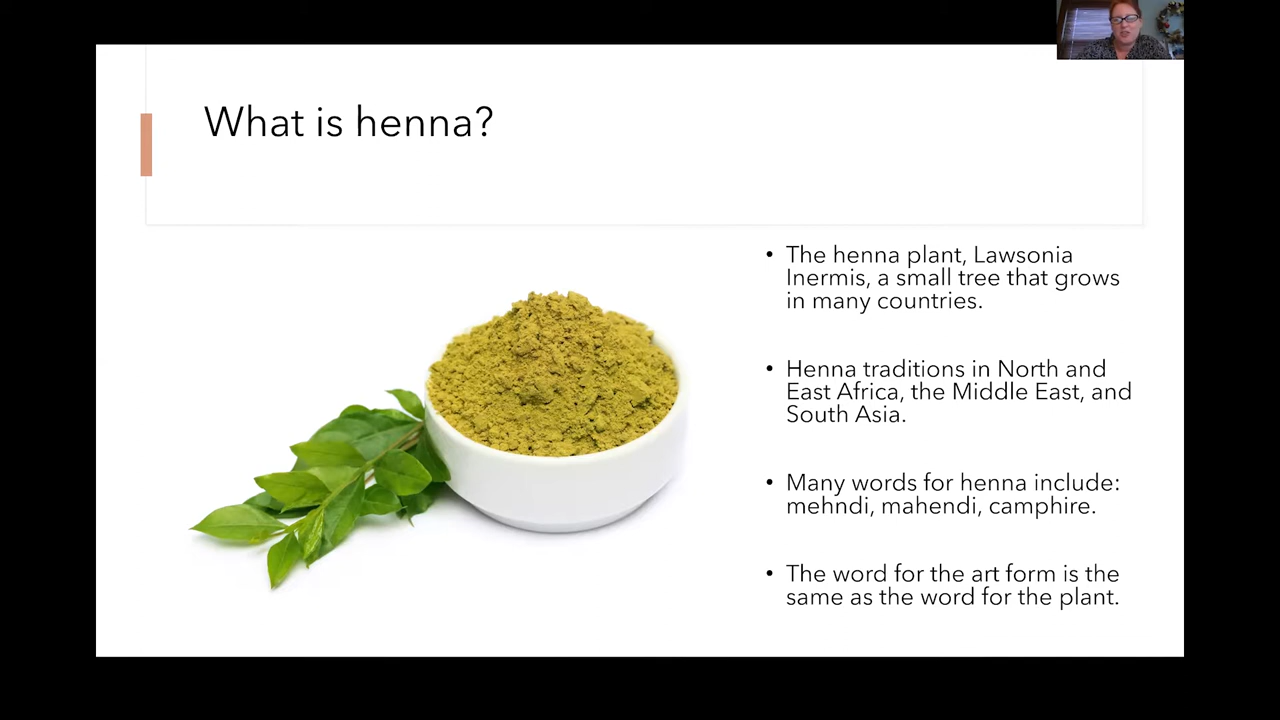 What is henna?
• The henna plant, Lawsonia
Inermis, a small tree that grows
in many countries.
• Henna traditions in North and
East Africa, the Middle East, and
South Asia.
• Many words for henna include:
mehndi, mahendi, camphire.
• The word for the art form is the
same as the word for the plant.